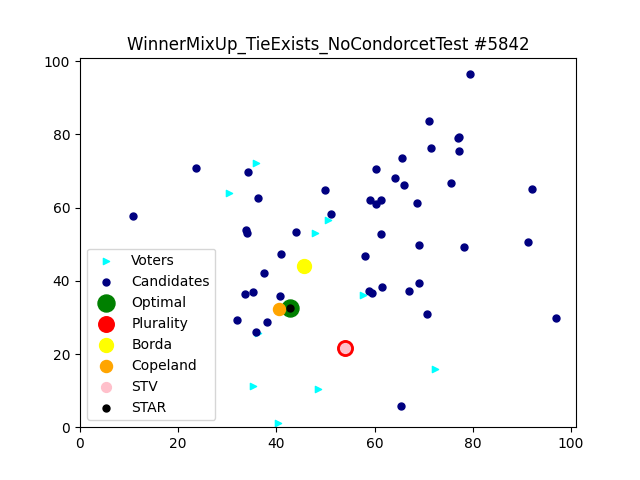 WinnerMixUp_TieExists_NoCondorcetTest #5842
100
80
60
40
20
0
Voters
Candidates
Optimal
Plurality
Borda
Copeland
STV
STAR
0 20 40 60 80 100